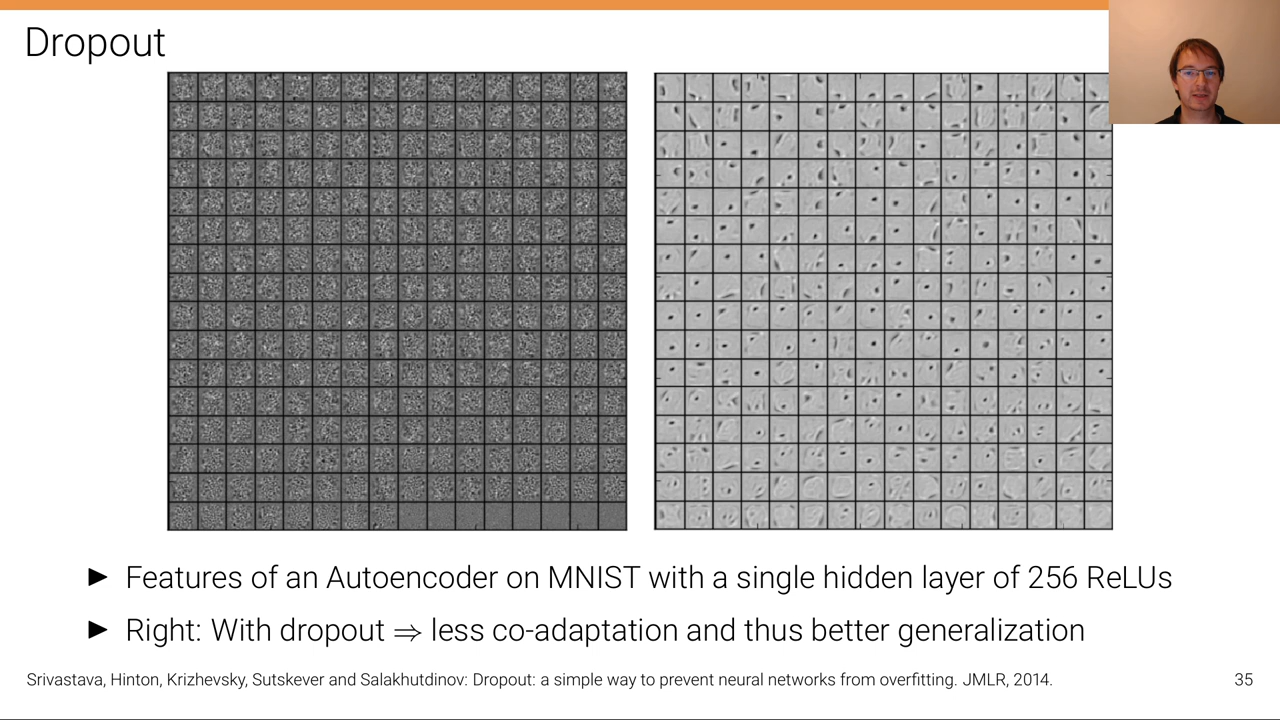 Dropout
► Features of an Autoencoder on MNIST with a single hidden layer of 256 ReLUs
► Right: With dropout ⇒ less co-adaptation and thus better generalization
Srivastava, Hinton, Krizhevsky, Sutskever and Salakhutdinov: Dropout: a simple way to prevent neural networks from overfitting. JMLR, 2014.
35